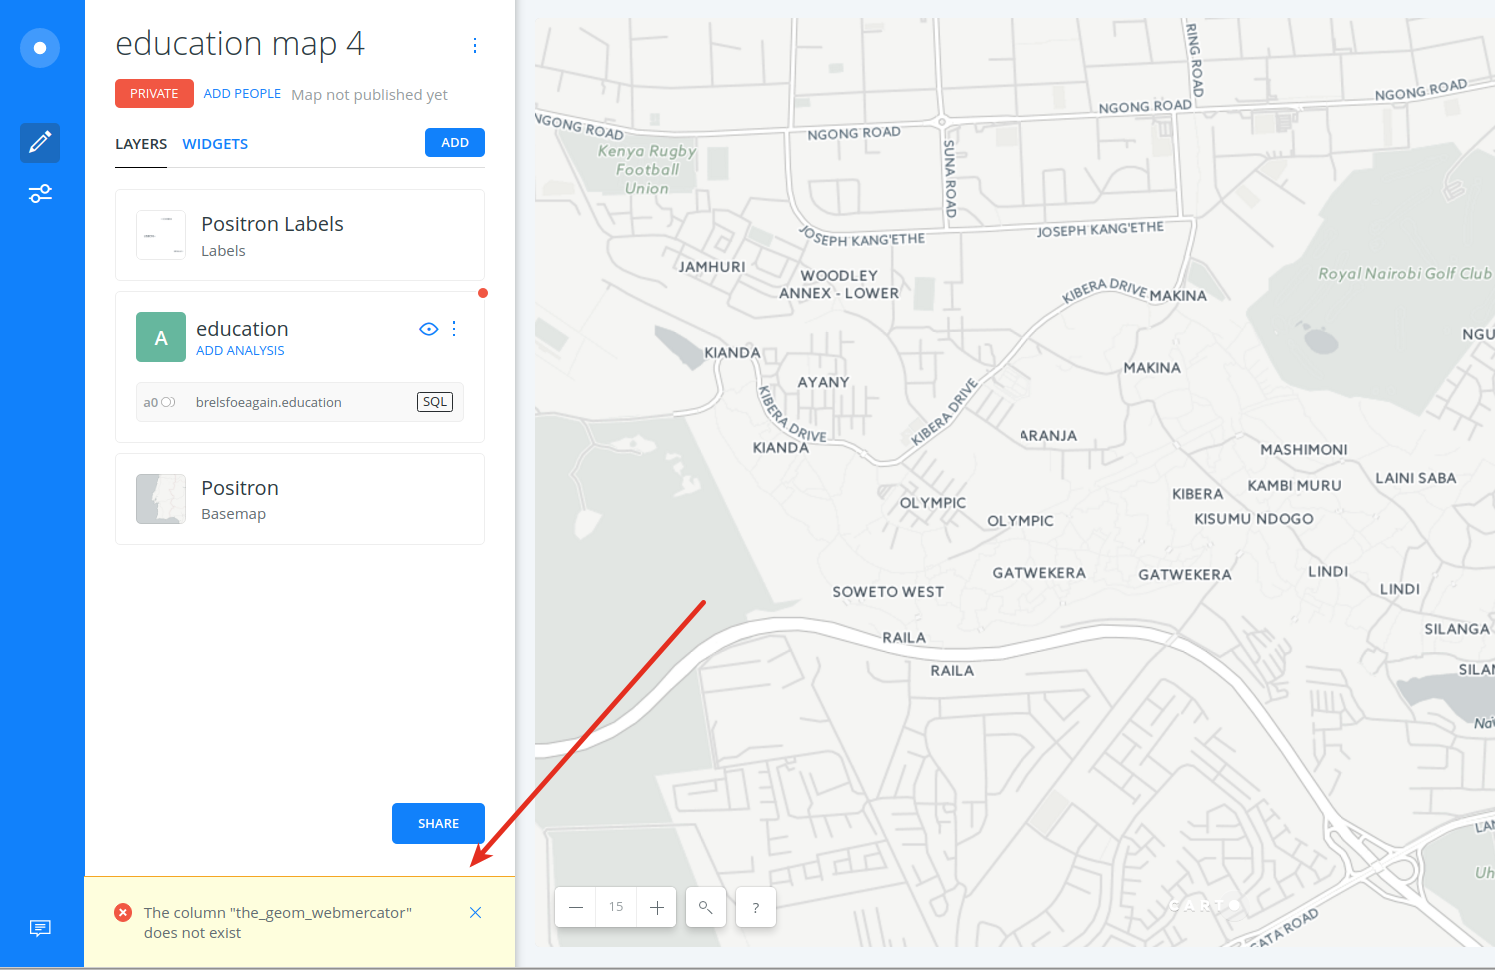 education map 4
PRIVATE
ADD PEOPLE
Map not published yet
LAYERS
WIDGETS
ADD
Positron Labels
Labels
A
education
ADD ANALYSIS
a0
brelsfoeagain.education
SQL
Positron
Basemap
SHARE
The column "the_geom_webmercator"
does not exist
RING ROAD
NGONG ROAD
NGONG ROAD
NGONG ROAD
NGONG ROAD
Kenya Rugby
Football
Union
SUNA ROAD
JOSEPH KANG'ETHE
JOSEPH KANG'ETHE
JAMHURI
WOODLEY
ANNEX - LOWER
Royal Nairobi Golf Club
KIBERA DRIVE
MAKINA
NGU
KIANDA
MAKINA
AYANY
KIBERA DRIVE
KIBERA DRIVE
ARANJA
KIANDA
MASHIMONI
LAINI SABA
KAMBI MURU
KIBERA
OLYMPIC
OLYMPIC
KISUMU NDOGO
GATWEKERA
GATWEKERA
LINDI
LINDI
SOWETO WEST
SILANGA
RAILA
RAILA
SILAN
Na
LAN
Uh
15
?
CARTO
GATA ROAD